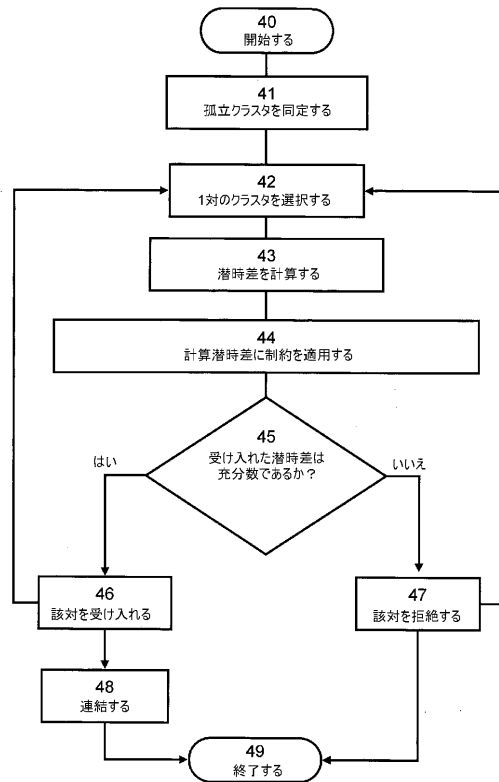 40
開始する
41
孤立クラスタを同定する
42
1対のクラスタを選択する
43
潜時差を計算する
44
計算潜時差に制約を適用する
45
受け入れた潜時差は
充分数であるか？
はい
いいえ
46
該対を受け入れる
47
該対を拒絶する
48
連結する
49
終了する